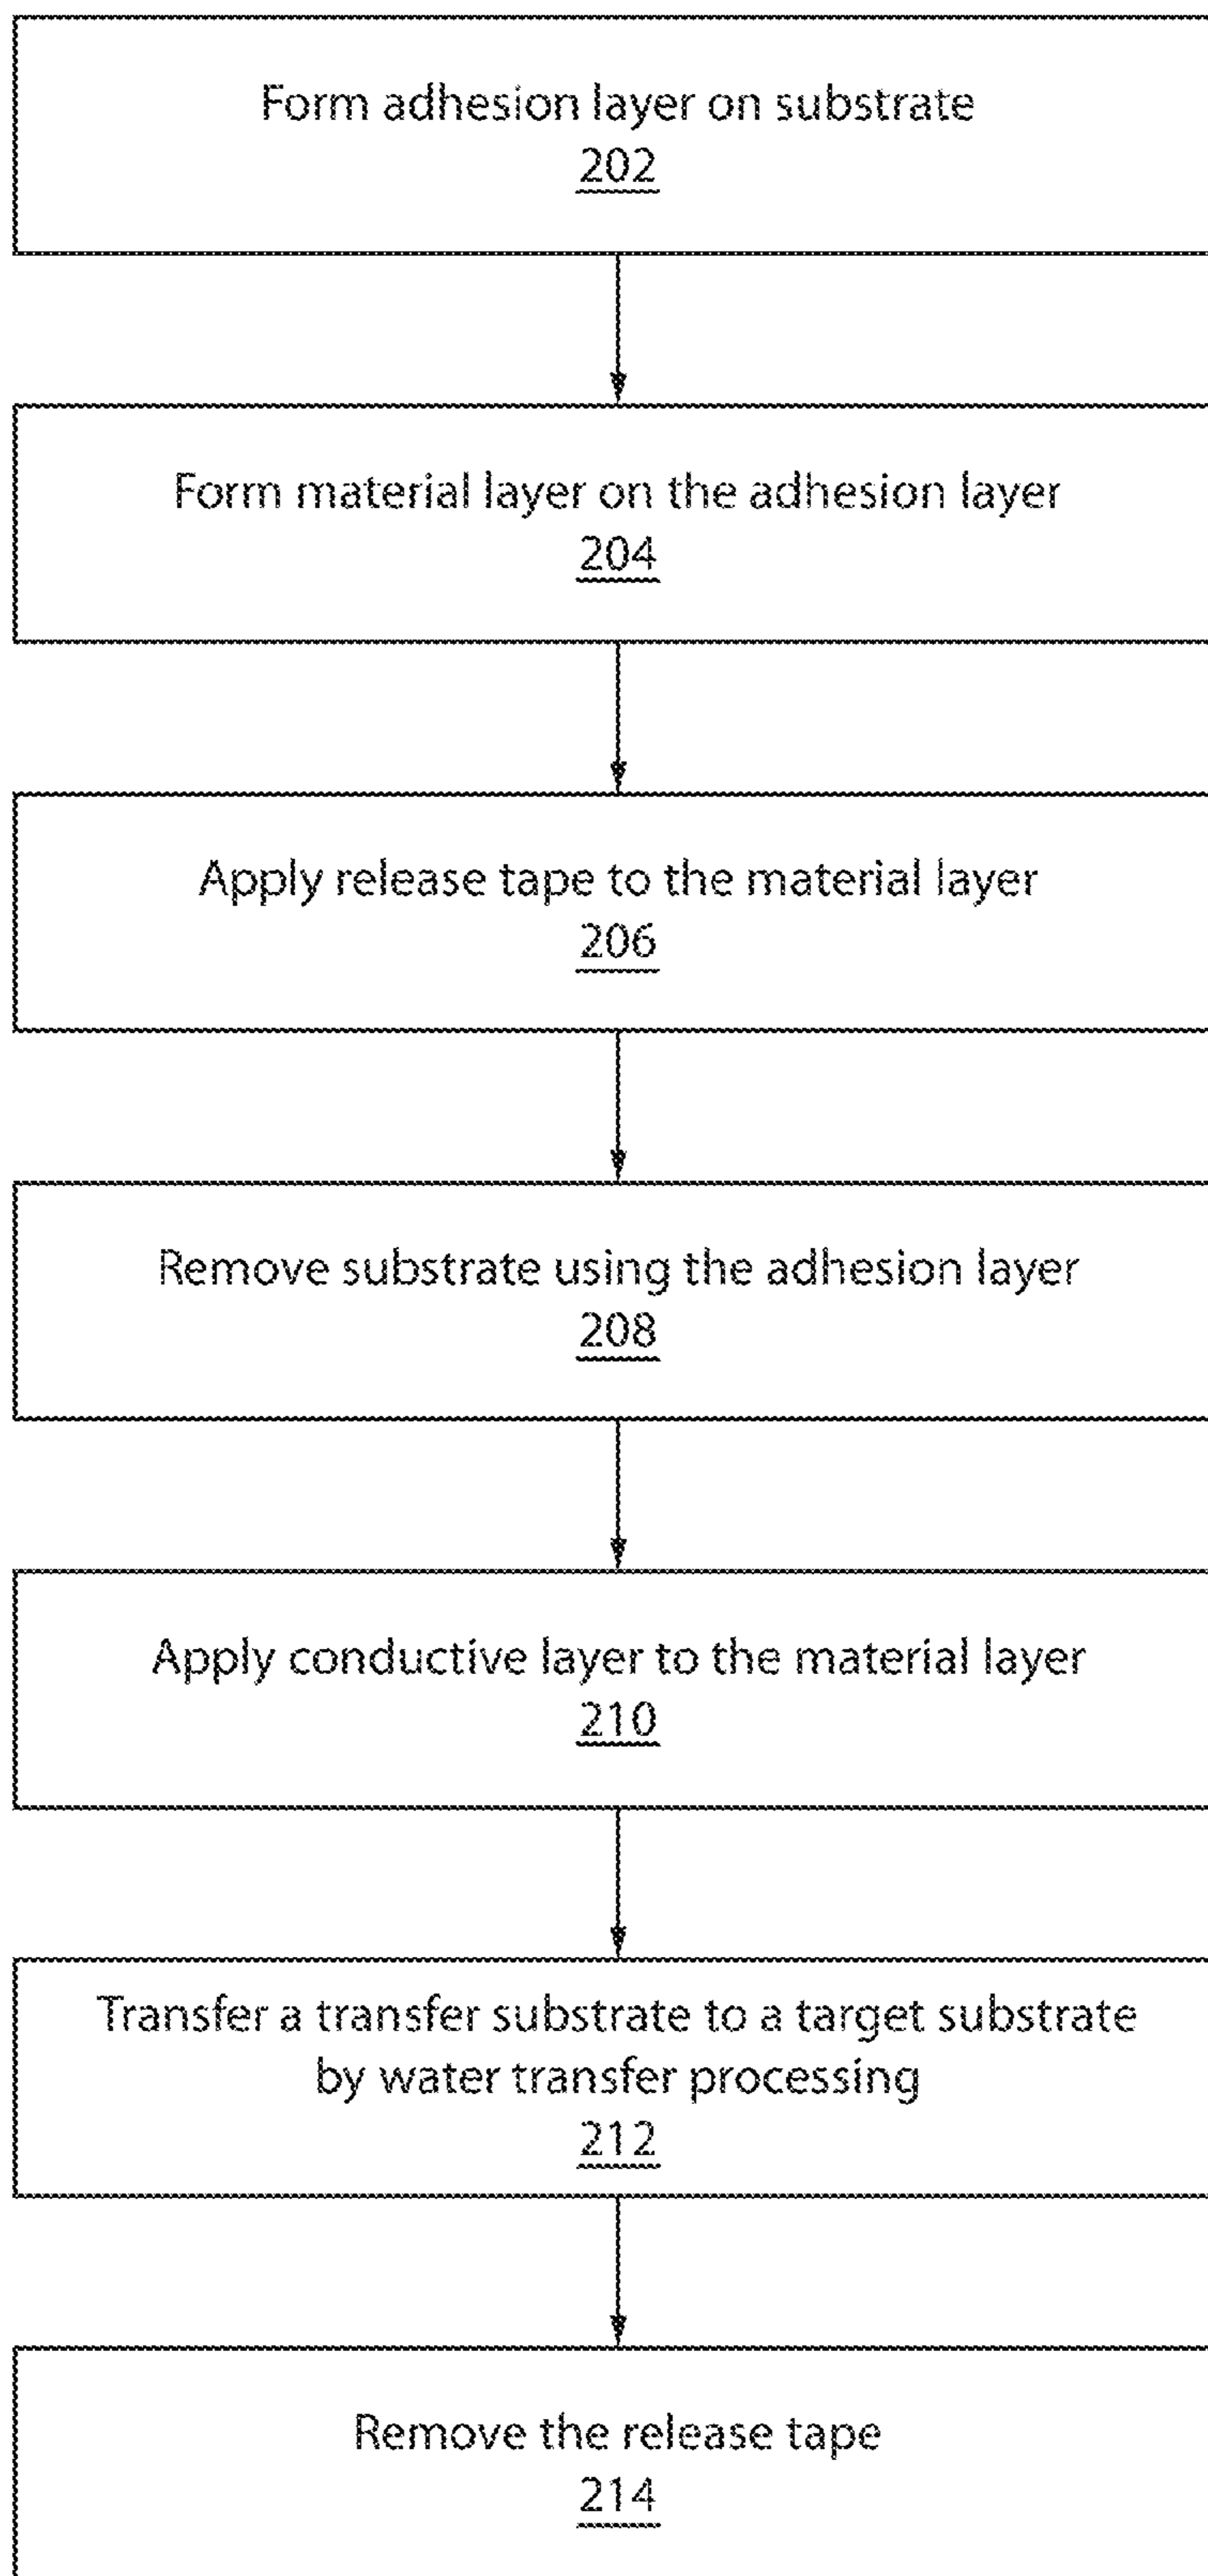 Form adhesion layer on substrate
202
Form material layer on the adhesion layer
204
Apply release tape to the material layer
206
Remove substrate using the adhesion layer
208
Apply conductive layer to the material layer
210
Transfer a transfer substrate to a target substrate
by water transfer processing
212
Remove the release tape
214